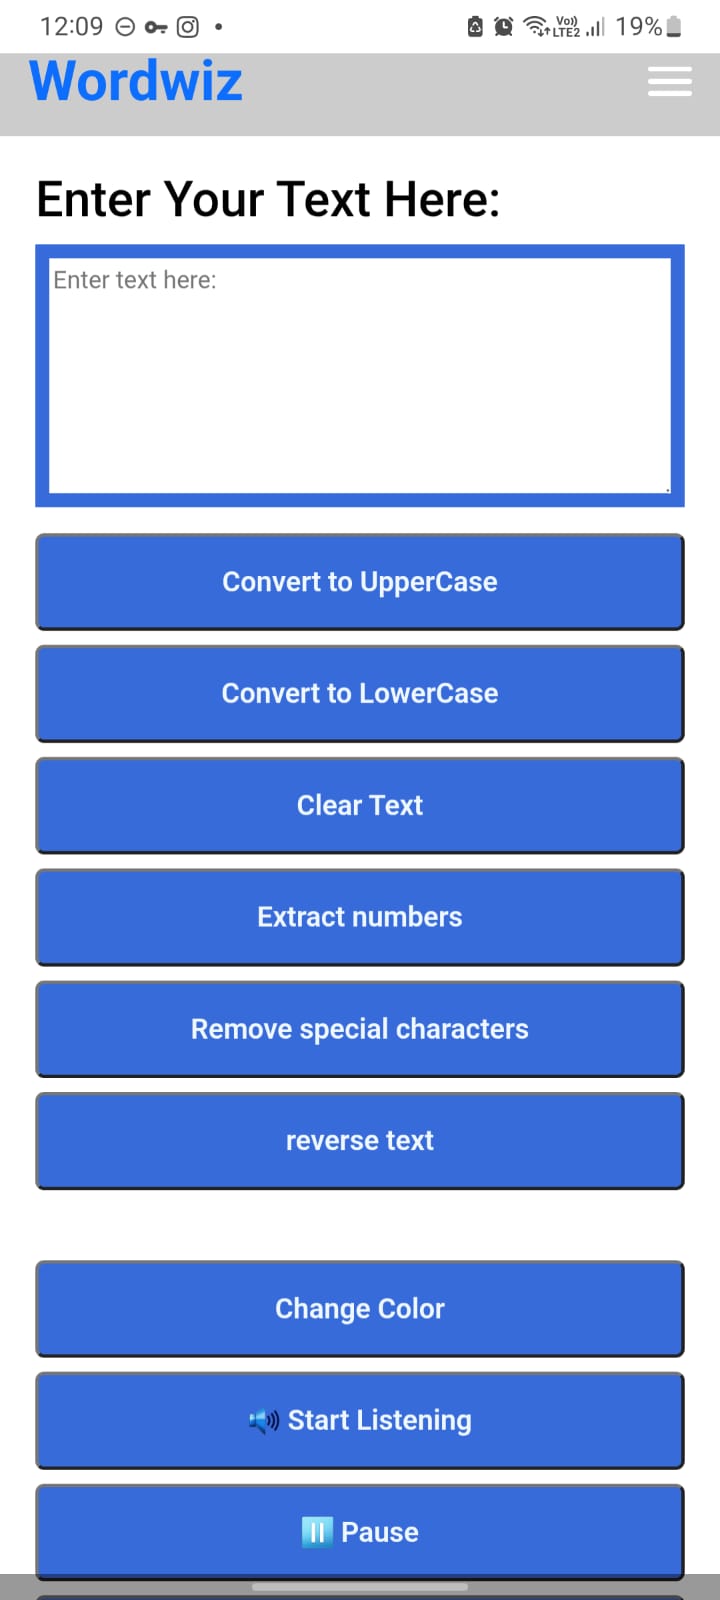 12:09 Vo)) LTE2 19%
Wordwiz
Enter Your Text Here:
Enter text here:
Convert to UpperCase
Convert to LowerCase
Clear Text
Extract numbers
Remove special characters
reverse text
Change Color
🔊 Start Listening
⏸️ Pause